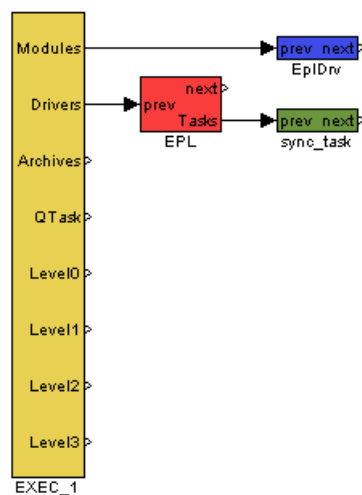 Modules
prev next
EplDrv
Drivers
next
prev
Tasks
EPL
prev next
sync_task
Archives
QTask
Level0
Level1
Level2
Level3
EXEC_1